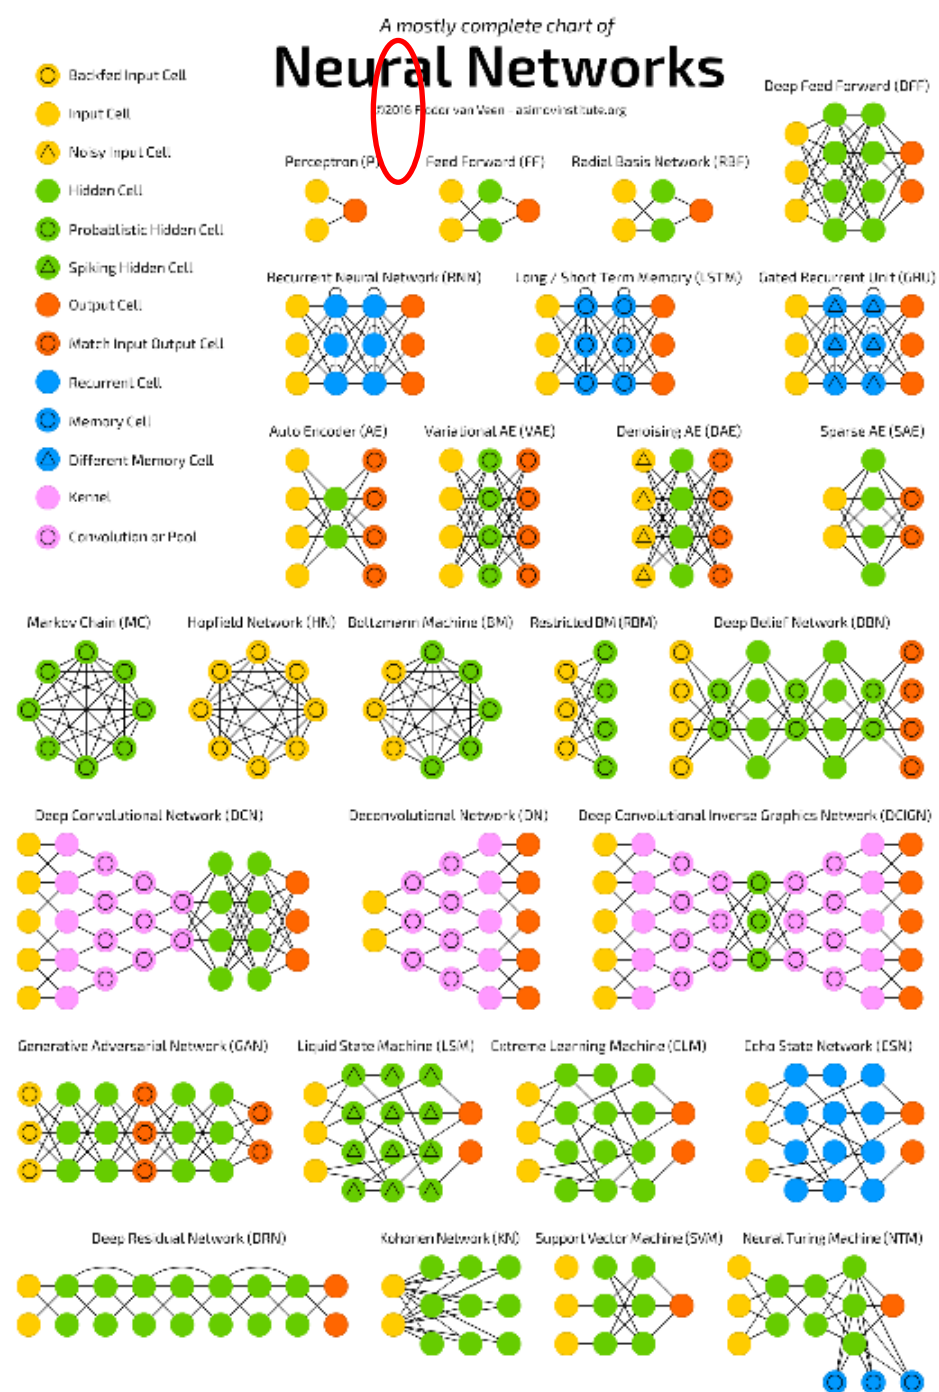 A mostly complete chart of
Neural Networks
©2016 Fjodor van Veen - asimovinstitute.org
Backfed Input Cell
Input Cell
Noisy Input Cell
Hidden Cell
Probablistic Hidden Cell
Spiking Hidden Cell
Output Cell
Match Input Output Cell
Recurrent Cell
Memory Cell
Different Memory Cell
Kernel
Convolution or Pool
Deep Feed Forward (DFF)
Perceptron (P)
Feed Forward (FF)
Radial Basis Network (RBF)
Recurrent Neural Network (RNN)
Long / Short Term Memory (LSTM)
Gated Recurrent Unit (GRU)
Auto Encoder (AE)
Variational AE (VAE)
Denoising AE (DAE)
Sparse AE (SAE)
Markov Chain (MC)
Hopfield Network (HN)
Boltzmann Machine (BM)
Restricted BM (RBM)
Deep Belief Network (DBN)
Deep Convolutional Network (DCN)
Deconvolutional Network (DN)
Deep Convolutional Inverse Graphics Network (DCIGN)
Generative Adversarial Network (GAN)
Liquid State Machine (LSM)
Extreme Learning Machine (ELM)
Echo State Network (ESN)
Deep Residual Network (DRN)
Kohonen Network (KN)
Support Vector Machine (SVM)
Neural Turing Machine (NTM)